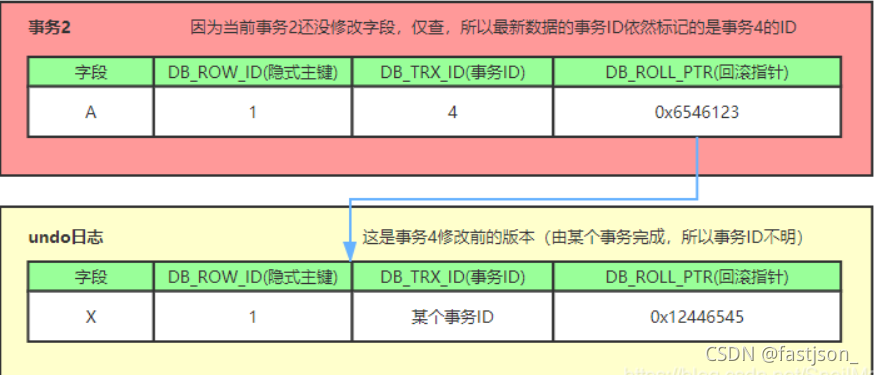 事务2 因为当前事务2还没修改字段，仅查，所以最新数据的事务ID依然标记的是事务4的ID
字段 DB_ROW_ID(隐式主键) DB_TRX_ID(事务ID) DB_ROLL_PTR(回滚指针)
A 1 4 0x6546123
undo日志 这是事务4修改前的版本（由某个事务完成，所以事务ID不明）
字段 DB_ROW_ID(隐式主键) DB_TRX_ID(事务ID) DB_ROLL_PTR(回滚指针)
X 1 某个事务ID 0x12446545
CSDN @fastjson_